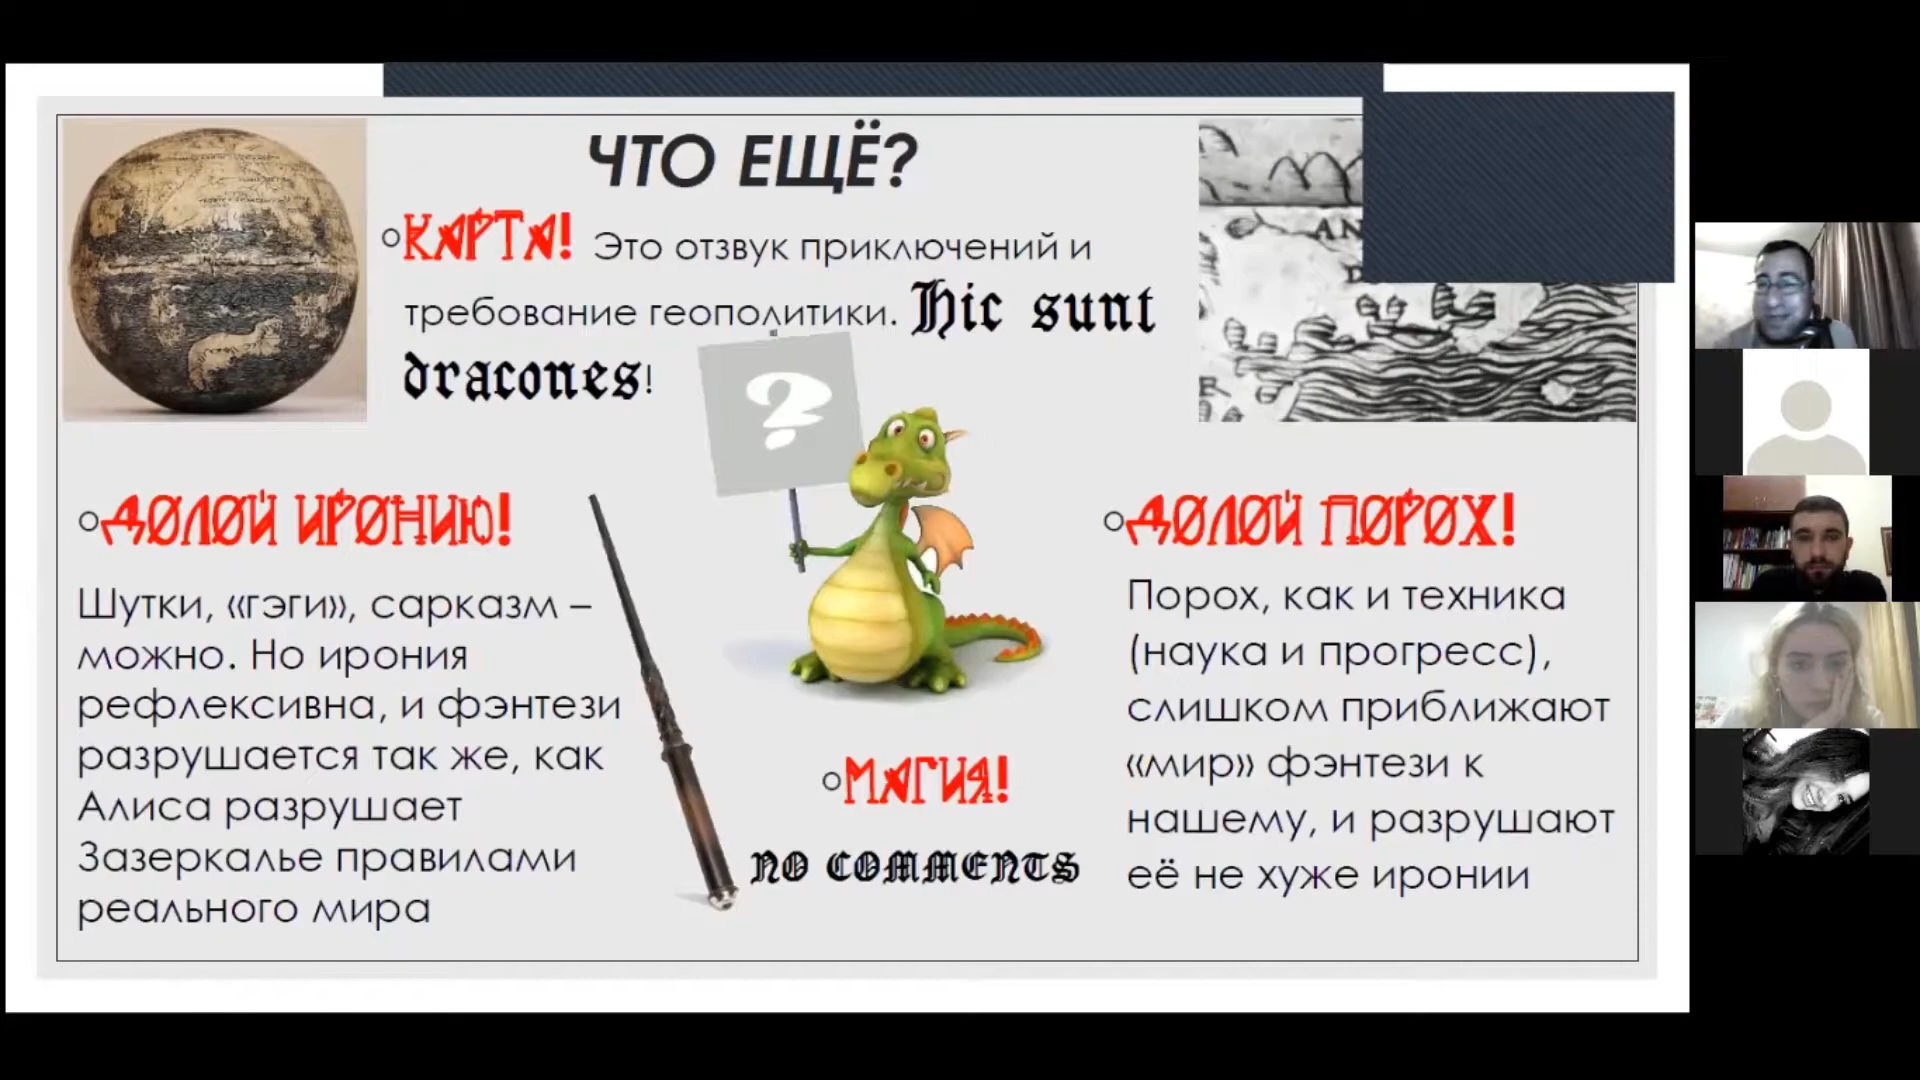 ЧТО ЕЩЁ?
КАРТА! Это отзвук приключений и
требование геополитики. Hic sunt
dracones!
?
ДОЛОЙ ИРОНИЮ!
Шутки, «гэги», сарказм –
можно. Но ирония
рефлексивна, и фэнтези
разрушается так же, как
Алиса разрушает
Зазеркалье правилами
реального мира
МАГИЯ!
NO COMMENTS
ДОЛОЙ ПОРОХ!
Порох, как и техника
(наука и прогресс),
слишком приближают
«мир» фэнтези к
нашему, и разрушают
её не хуже иронии